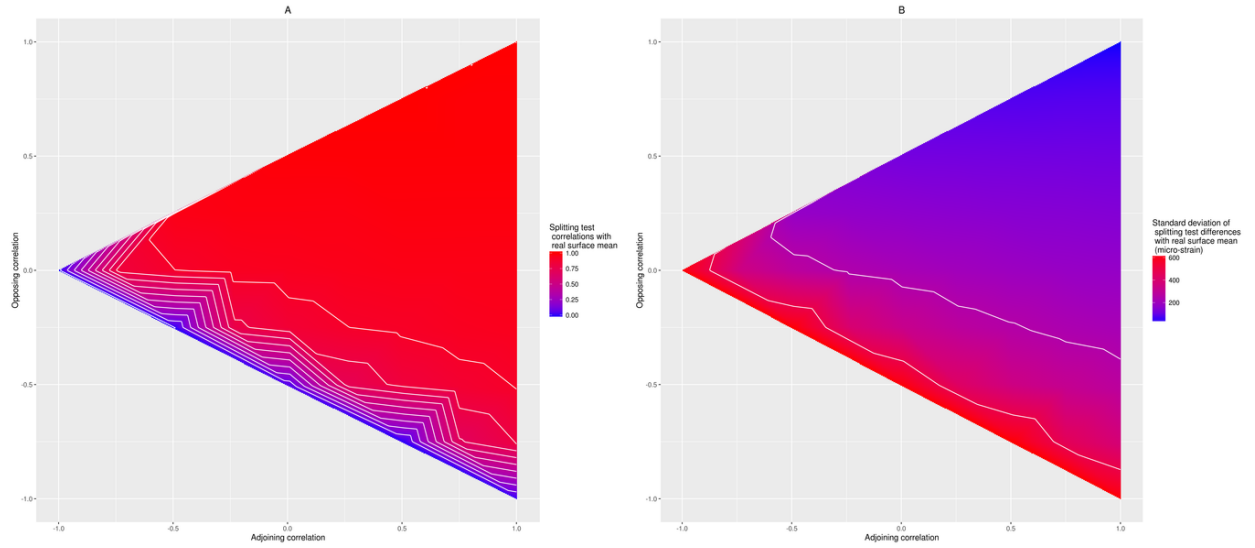 A
1.0
0.5
0.0
-0.5
-1.0
Opposing correlation
-1.0
-0.5
0.0
0.5
1.0
Adjoining correlation
Splitting test
correlations with
real surface mean
1.00
0.75
0.50
0.25
0.00
B
1.0
0.5
0.0
-0.5
-1.0
Opposing correlation
-1.0
-0.5
0.0
0.5
1.0
Adjoining correlation
Standard deviation of
splitting test differences
with real surface mean
(micro-strain)
600
400
200